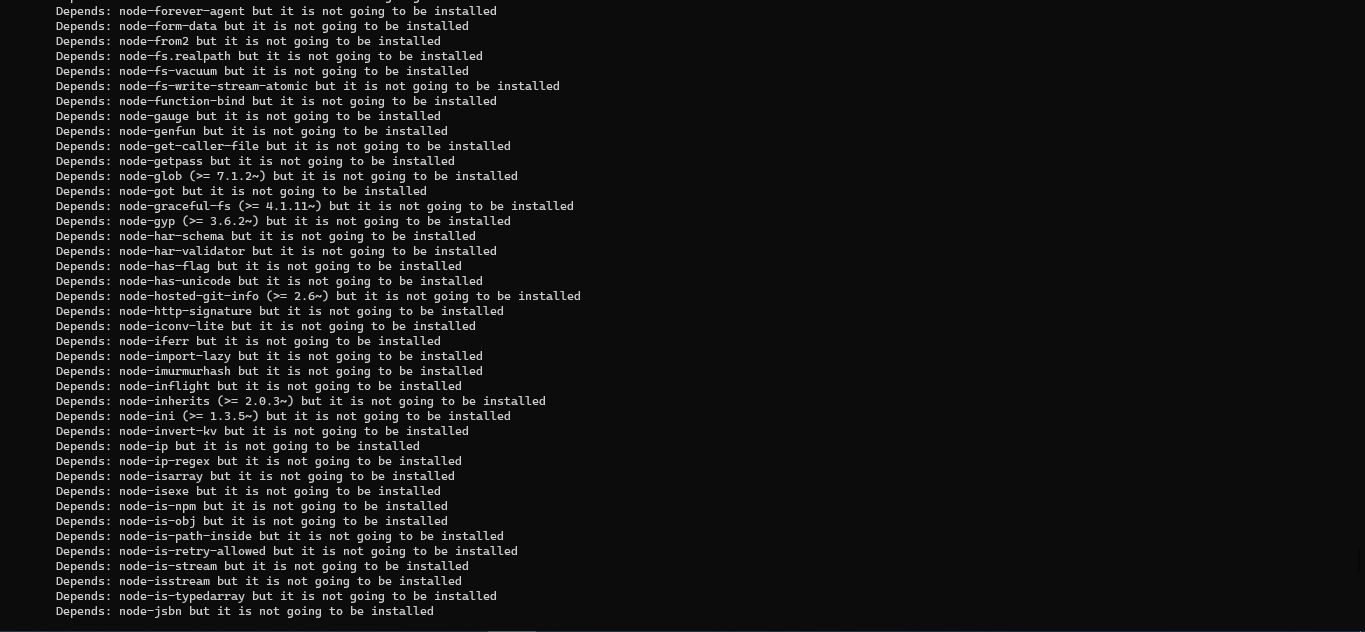 Depends: node-forever-agent but it is not going to be installed
Depends: node-form-data but it is not going to be installed
Depends: node-from2 but it is not going to be installed
Depends: node-fs.realpath but it is not going to be installed
Depends: node-fs-vacuum but it is not going to be installed
Depends: node-fs-write-stream-atomic but it is not going to be installed
Depends: node-function-bind but it is not going to be installed
Depends: node-gauge but it is not going to be installed
Depends: node-genfun but it is not going to be installed
Depends: node-get-caller-file but it is not going to be installed
Depends: node-getpass but it is not going to be installed
Depends: node-glob (>= 7.1.2~) but it is not going to be installed
Depends: node-got but it is not going to be installed
Depends: node-graceful-fs (>= 4.1.11~) but it is not going to be installed
Depends: node-gyp (>= 3.6.2~) but it is not going to be installed
Depends: node-har-schema but it is not going to be installed
Depends: node-har-validator but it is not going to be installed
Depends: node-has-flag but it is not going to be installed
Depends: node-has-unicode but it is not going to be installed
Depends: node-hosted-git-info (>= 2.6~) but it is not going to be installed
Depends: node-http-signature but it is not going to be installed
Depends: node-iconv-lite but it is not going to be installed
Depends: node-iferr but it is not going to be installed
Depends: node-import-lazy but it is not going to be installed
Depends: node-imurmurhash but it is not going to be installed
Depends: node-inflight but it is not going to be installed
Depends: node-inherits (>= 2.0.3~) but it is not going to be installed
Depends: node-ini (>= 1.3.5~) but it is not going to be installed
Depends: node-invert-kv but it is not going to be installed
Depends: node-ip but it is not going to be installed
Depends: node-ip-regex but it is not going to be installed
Depends: node-isarray but it is not going to be installed
Depends: node-isexe but it is not going to be installed
Depends: node-is-npm but it is not going to be installed
Depends: node-is-obj but it is not going to be installed
Depends: node-is-path-inside but it is not going to be installed
Depends: node-is-retry-allowed but it is not going to be installed
Depends: node-is-stream but it is not going to be installed
Depends: node-isstream but it is not going to be installed
Depends: node-is-typedarray but it is not going to be installed
Depends: node-jsbn but it is not going to be installed